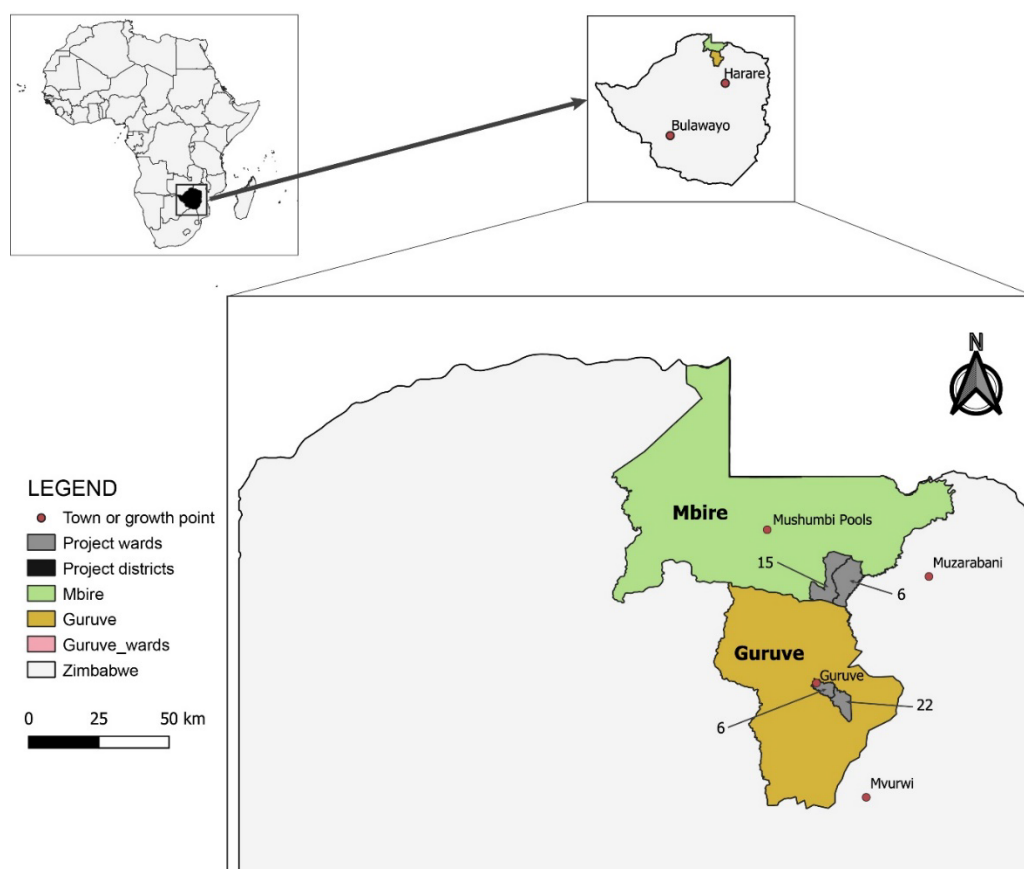 Harare
Bulawayo
N
LEGEND
Town or growth point
Project wards
Project districts
Mbire
Guruve
Guruve_wards
Zimbabwe
0 25 50 km
Mbire
Mushumbi Pools
15
Muzarabani
6
Guruve
Guruve
6
22
Mvurwi